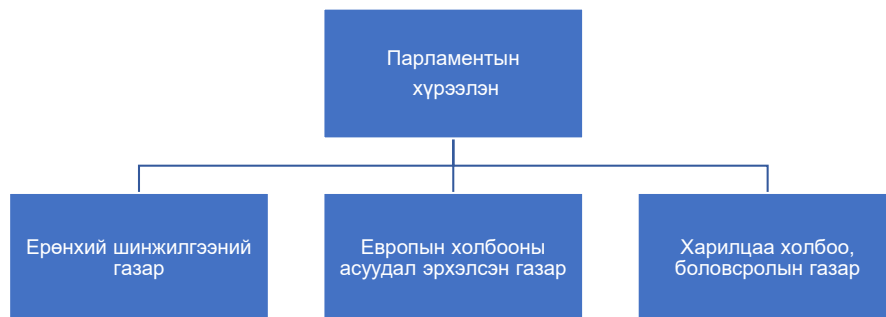 Парламентын
хүрээлэн
Ерөнхий шинжилгээний
газар
Европын холбооны
асуудал эрхэлсэн газар
Харилцаа холбоо,
боловсролын газар